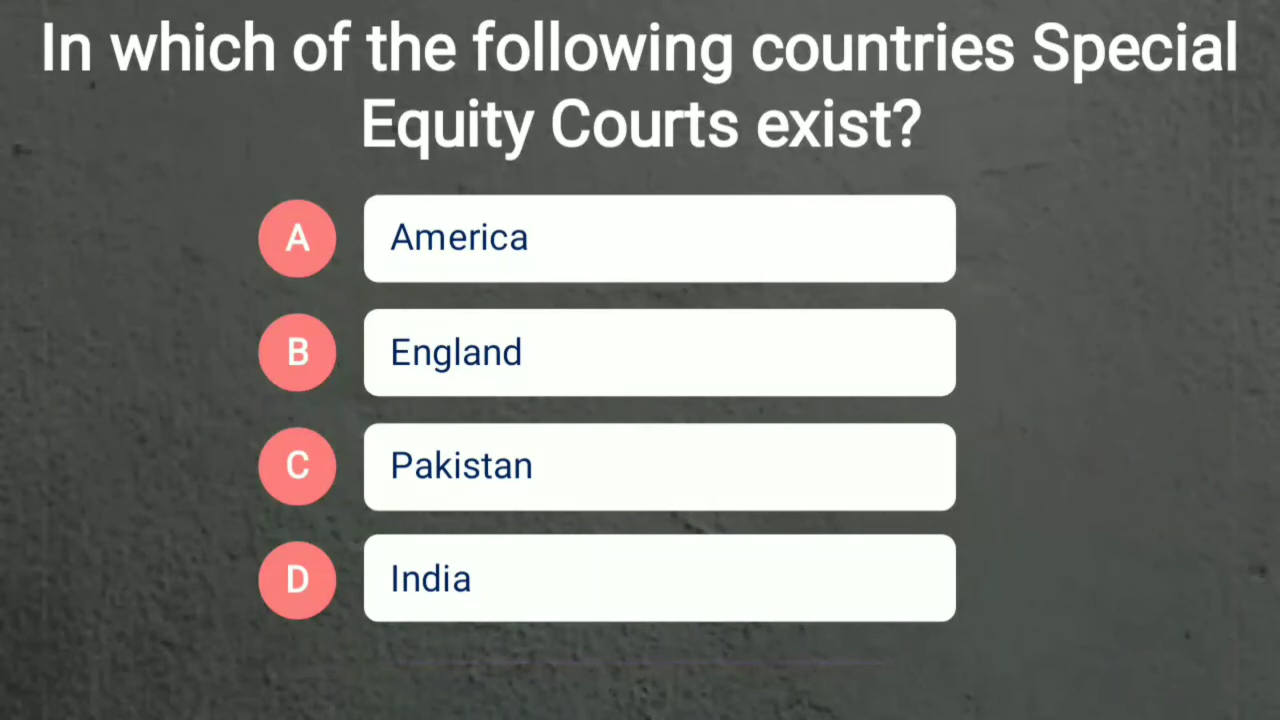 In which of the following countries Special
Equity Courts exist?
A America
B England
C Pakistan
D India